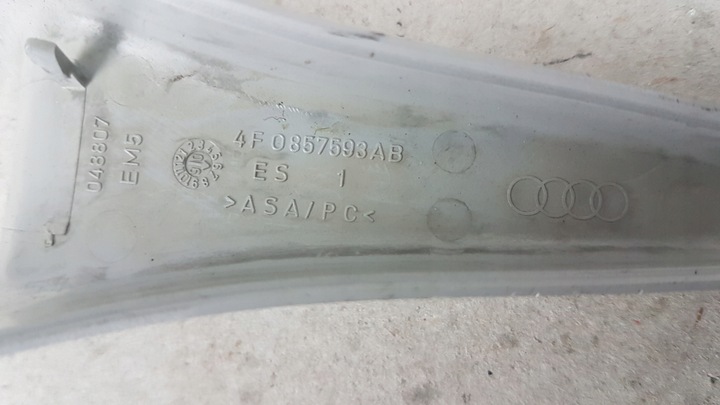 4F0857593AB
ES 1
>ASA/PC<
048807
EM5